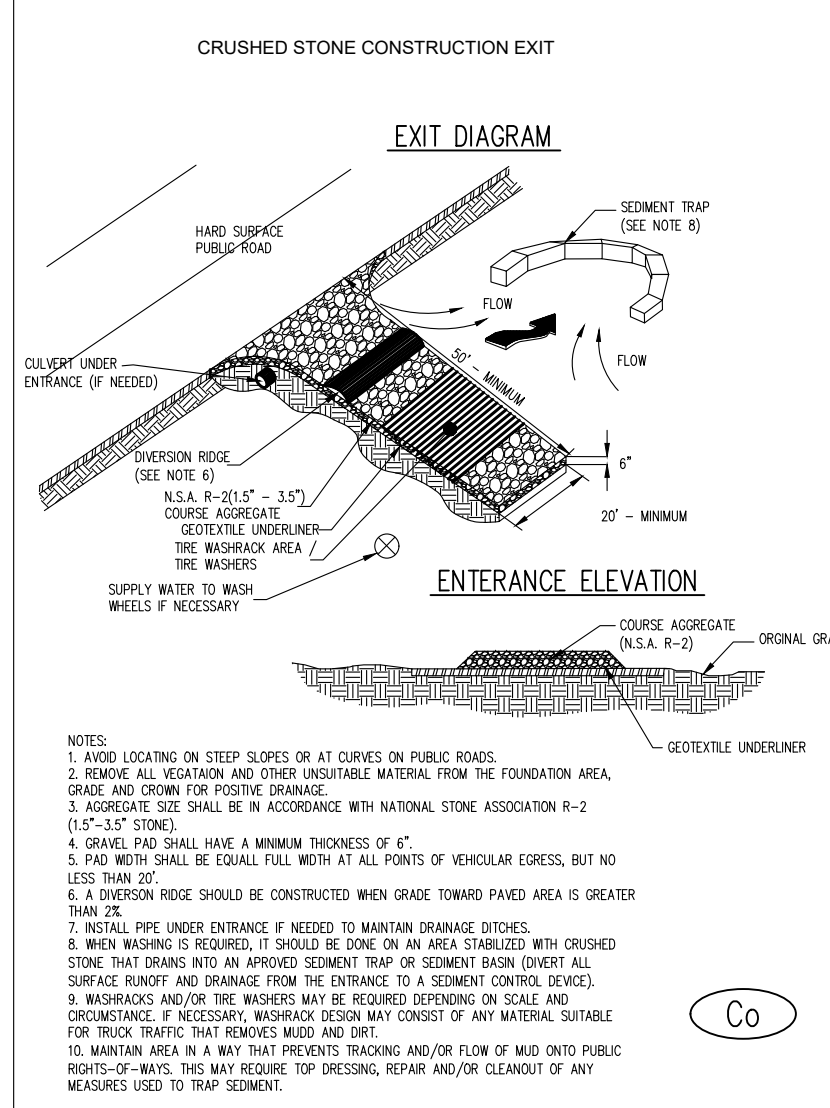 CRUSHED STONE CONSTRUCTION EXIT
EXIT DIAGRAM
SEDIMENT TRAP
(SEE NOTE 8)
HARD SURFACE
PUBLIC ROAD
FLOW
FLOW
CULVERT UNDER
ENTRANCE (IF NEEDED)
50' - MINIMUM
DIVERSION RIDGE
(SEE NOTE 6)
6"
N.S.A. R-2(1.5" - 3.5")
COURSE AGGREGATE
GEOTEXTILE UNDERLINER
20' - MINIMUM
TIRE WASHRACK AREA /
TIRE WASHERS
SUPPLY WATER TO WASH
WHEELS IF NECESSARY
ENTERANCE ELEVATION
COURSE AGGREGATE
(N.S.A. R-2)
ORGINAL GRA
GEOTEXTILE UNDERLINER
NOTES:
1. AVOID LOCATING ON STEEP SLOPES OR AT CURVES ON PUBLIC ROADS.
2. REMOVE ALL VEGATAION AND OTHER UNSUITABLE MATERIAL FROM THE FOUNDATION AREA,
GRADE AND CROWN FOR POSITIVE DRAINAGE.
3. AGGREGATE SIZE SHALL BE IN ACCORDANCE WITH NATIONAL STONE ASSOCIATION R-2
(1.5"-3.5" STONE).
4. GRAVEL PAD SHALL HAVE A MINIMUM THICKNESS OF 6".
5. PAD WIDTH SHALL BE EQUALL FULL WIDTH AT ALL POINTS OF VEHICULAR EGRESS, BUT NO
LESS THAN 20'.
6. A DIVERSON RIDGE SHOULD BE CONSTRUCTED WHEN GRADE TOWARD PAVED AREA IS GREATER
THAN 2%.
7. INSTALL PIPE UNDER ENTRANCE IF NEEDED TO MAINTAIN DRAINAGE DITCHES.
8. WHEN WASHING IS REQUIRED, IT SHOULD BE DONE ON AN AREA STABILIZED WITH CRUSHED
STONE THAT DRAINS INTO AN APROVED SEDIMENT TRAP OR SEDIMENT BASIN (DIVERT ALL
SURFACE RUNOFF AND DRAINAGE FROM THE ENTRANCE TO A SEDIMENT CONTROL DEVICE).
9. WASHRACKS AND/OR TIRE WASHERS MAY BE REQUIRED DEPENDING ON SCALE AND
CIRCUMSTANCE. IF NECESSARY, WASHRACK DESIGN MAY CONSIST OF ANY MATERIAL SUITABLE
FOR TRUCK TRAFFIC THAT REMOVES MUDD AND DIRT.
10. MAINTAIN AREA IN A WAY THAT PREVENTS TRACKING AND/OR FLOW OF MUD ONTO PUBLIC
RIGHTS-OF-WAYS. THIS MAY REQUIRE TOP DRESSING, REPAIR AND/OR CLEANOUT OF ANY
MEASURES USED TO TRAP SEDIMENT.
Co